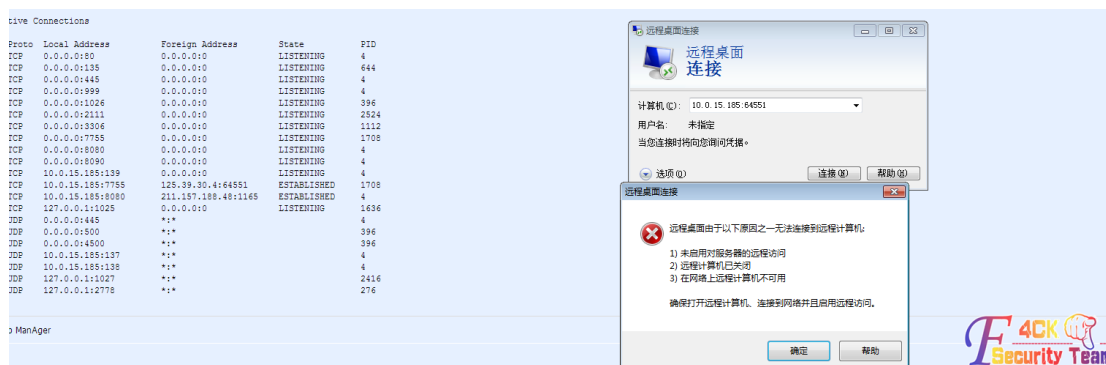 tive Connections
Proto Local Address Foreign Address State PID
TCP 0.0.0.0:80 0.0.0.0:0 LISTENING 4
TCP 0.0.0.0:135 0.0.0.0:0 LISTENING 644
TCP 0.0.0.0:445 0.0.0.0:0 LISTENING 4
TCP 0.0.0.0:999 0.0.0.0:0 LISTENING 4
TCP 0.0.0.0:1026 0.0.0.0:0 LISTENING 396
TCP 0.0.0.0:2111 0.0.0.0:0 LISTENING 2524
TCP 0.0.0.0:3306 0.0.0.0:0 LISTENING 1112
TCP 0.0.0.0:7755 0.0.0.0:0 LISTENING 1708
TCP 0.0.0.0:8080 0.0.0.0:0 LISTENING 4
TCP 0.0.0.0:8090 0.0.0.0:0 LISTENING 4
TCP 10.0.15.185:139 0.0.0.0:0 LISTENING 4
TCP 10.0.15.185:7755 125.39.30.4:64551 ESTABLISHED 1708
TCP 10.0.15.185:8080 211.157.188.48:1165 ESTABLISHED 4
TCP 127.0.0.1:1025 0.0.0.0:0 LISTENING 1636
UDP 0.0.0.0:445 *:* 4
UDP 0.0.0.0:500 *:* 396
UDP 0.0.0.0:4500 *:* 396
UDP 10.0.15.185:137 *:* 4
UDP 10.0.15.185:138 *:* 4
UDP 127.0.0.1:1027 *:* 2416
UDP 127.0.0.1:2778 *:* 276
o ManAger
远程桌面连接
远程桌面
连接
计算机(C): 10.0.15.185:64551
用户名: 未指定
当您连接时将向您询问凭据。
选项(O) 连接(N) 帮助(H)
远程桌面连接
远程桌面由于以下原因之一无法连接到远程计算机:
1) 未启用对服务器的远程访问
2) 远程计算机已关闭
3) 在网络上远程计算机不可用
确保打开远程计算机、连接到网络并且启用远程访问。
确定 帮助
F4CK
Security Team